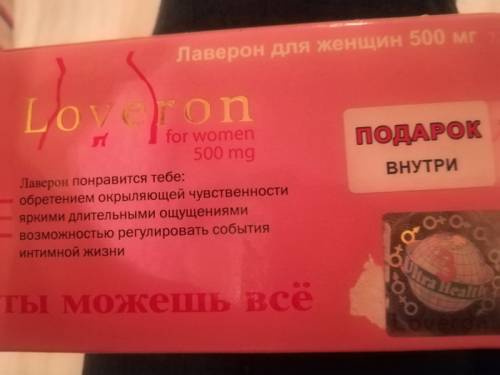 Лаверон для женщин 500 мг
Loveron
for women
500 mg
ПОДАРОК
ВНУТРИ
Лаверон понравится тебе:
обретением окрыляющей чувственности
яркими длительными ощущениями
возможностью регулировать события
интимной жизни
Ultra Health
Loveron
ты можешь всё